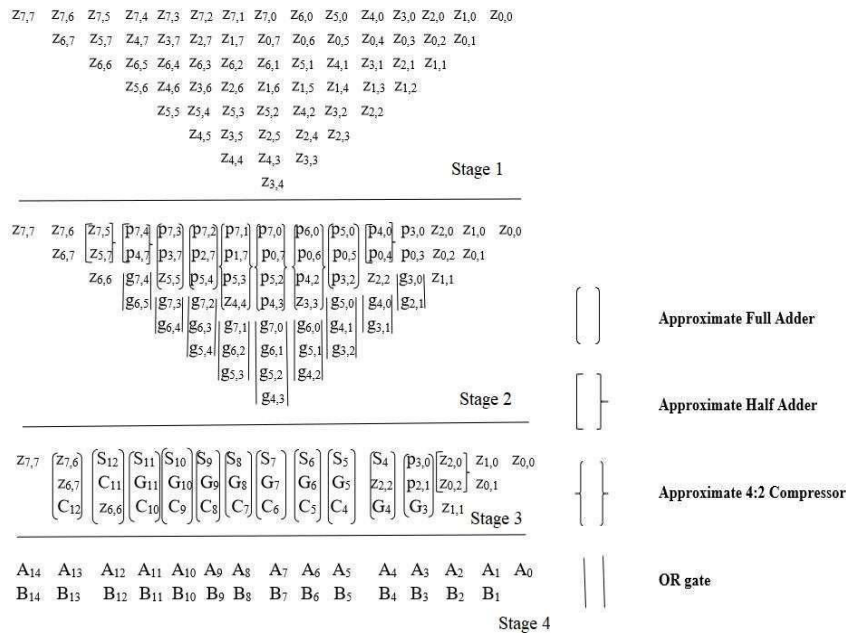 z7,7 z7,6 z7,5 z7,4 z7,3 z7,2 z7,1 z7,0 z6,0 z5,0 z4,0 z3,0 z2,0 z1,0 z0,0
z6,7 z5,7 z4,7 z3,7 z2,7 z1,7 z0,7 z0,6 z0,5 z0,4 z0,3 z0,2 z0,1
z6,6 z6,5 z6,4 z6,3 z6,2 z6,1 z5,1 z4,1 z3,1 z2,1 z1,1
z5,6 z4,6 z3,6 z2,6 z1,6 z1,5 z1,4 z1,3 z1,2
z5,5 z5,4 z5,3 z5,2 z4,2 z3,2 z2,2
z4,5 z3,5 z2,5 z2,4 z2,3
z4,4 z4,3 z3,3
z3,4
Stage 1
z7,7 z7,6 z7,5 p7,4 p7,3 p7,2 p7,1 p7,0 p6,0 p5,0 p4,0 p3,0 z2,0 z1,0 z0,0
z6,7 z5,7 p4,7 p3,7 p2,7 p1,7 p0,7 p0,6 p0,5 p0,4 p0,3 z0,2 z0,1
z6,6 g7,4 z5,5 p5,4 p5,3 p5,2 p4,2 p3,2 z2,2 g3,0 z1,1
g6,5 g7,3 g7,2 z4,4 p4,3 z3,3 g5,0 g4,0 g2,1
g6,4 g6,3 g7,1 g7,0 g6,0 g4,1 g3,1
g5,4 g6,2 g6,1 g5,1 g3,2
g5,3 g5,2 g4,2
g4,3
Stage 2
z7,7 z7,6 S12 S11 S10 S9 S8 S7 S6 S5 S4 p3,0 z2,0 z1,0 z0,0
z6,7 C11 G11 G10 G9 G8 G7 G6 G5 z2,2 p2,1 z0,2 z0,1
C12 z6,6 C10 C9 C8 C7 C6 C5 C4 G4 G3 z1,1
Stage 3
A14 A13 A12 A11 A10 A9 A8 A7 A6 A5 A4 A3 A2 A1 A0
B14 B13 B12 B11 B10 B9 B8 B7 B6 B5 B4 B3 B2 B1
Stage 4
Approximate Full Adder
Approximate Half Adder
Approximate 4:2 Compressor
OR gate